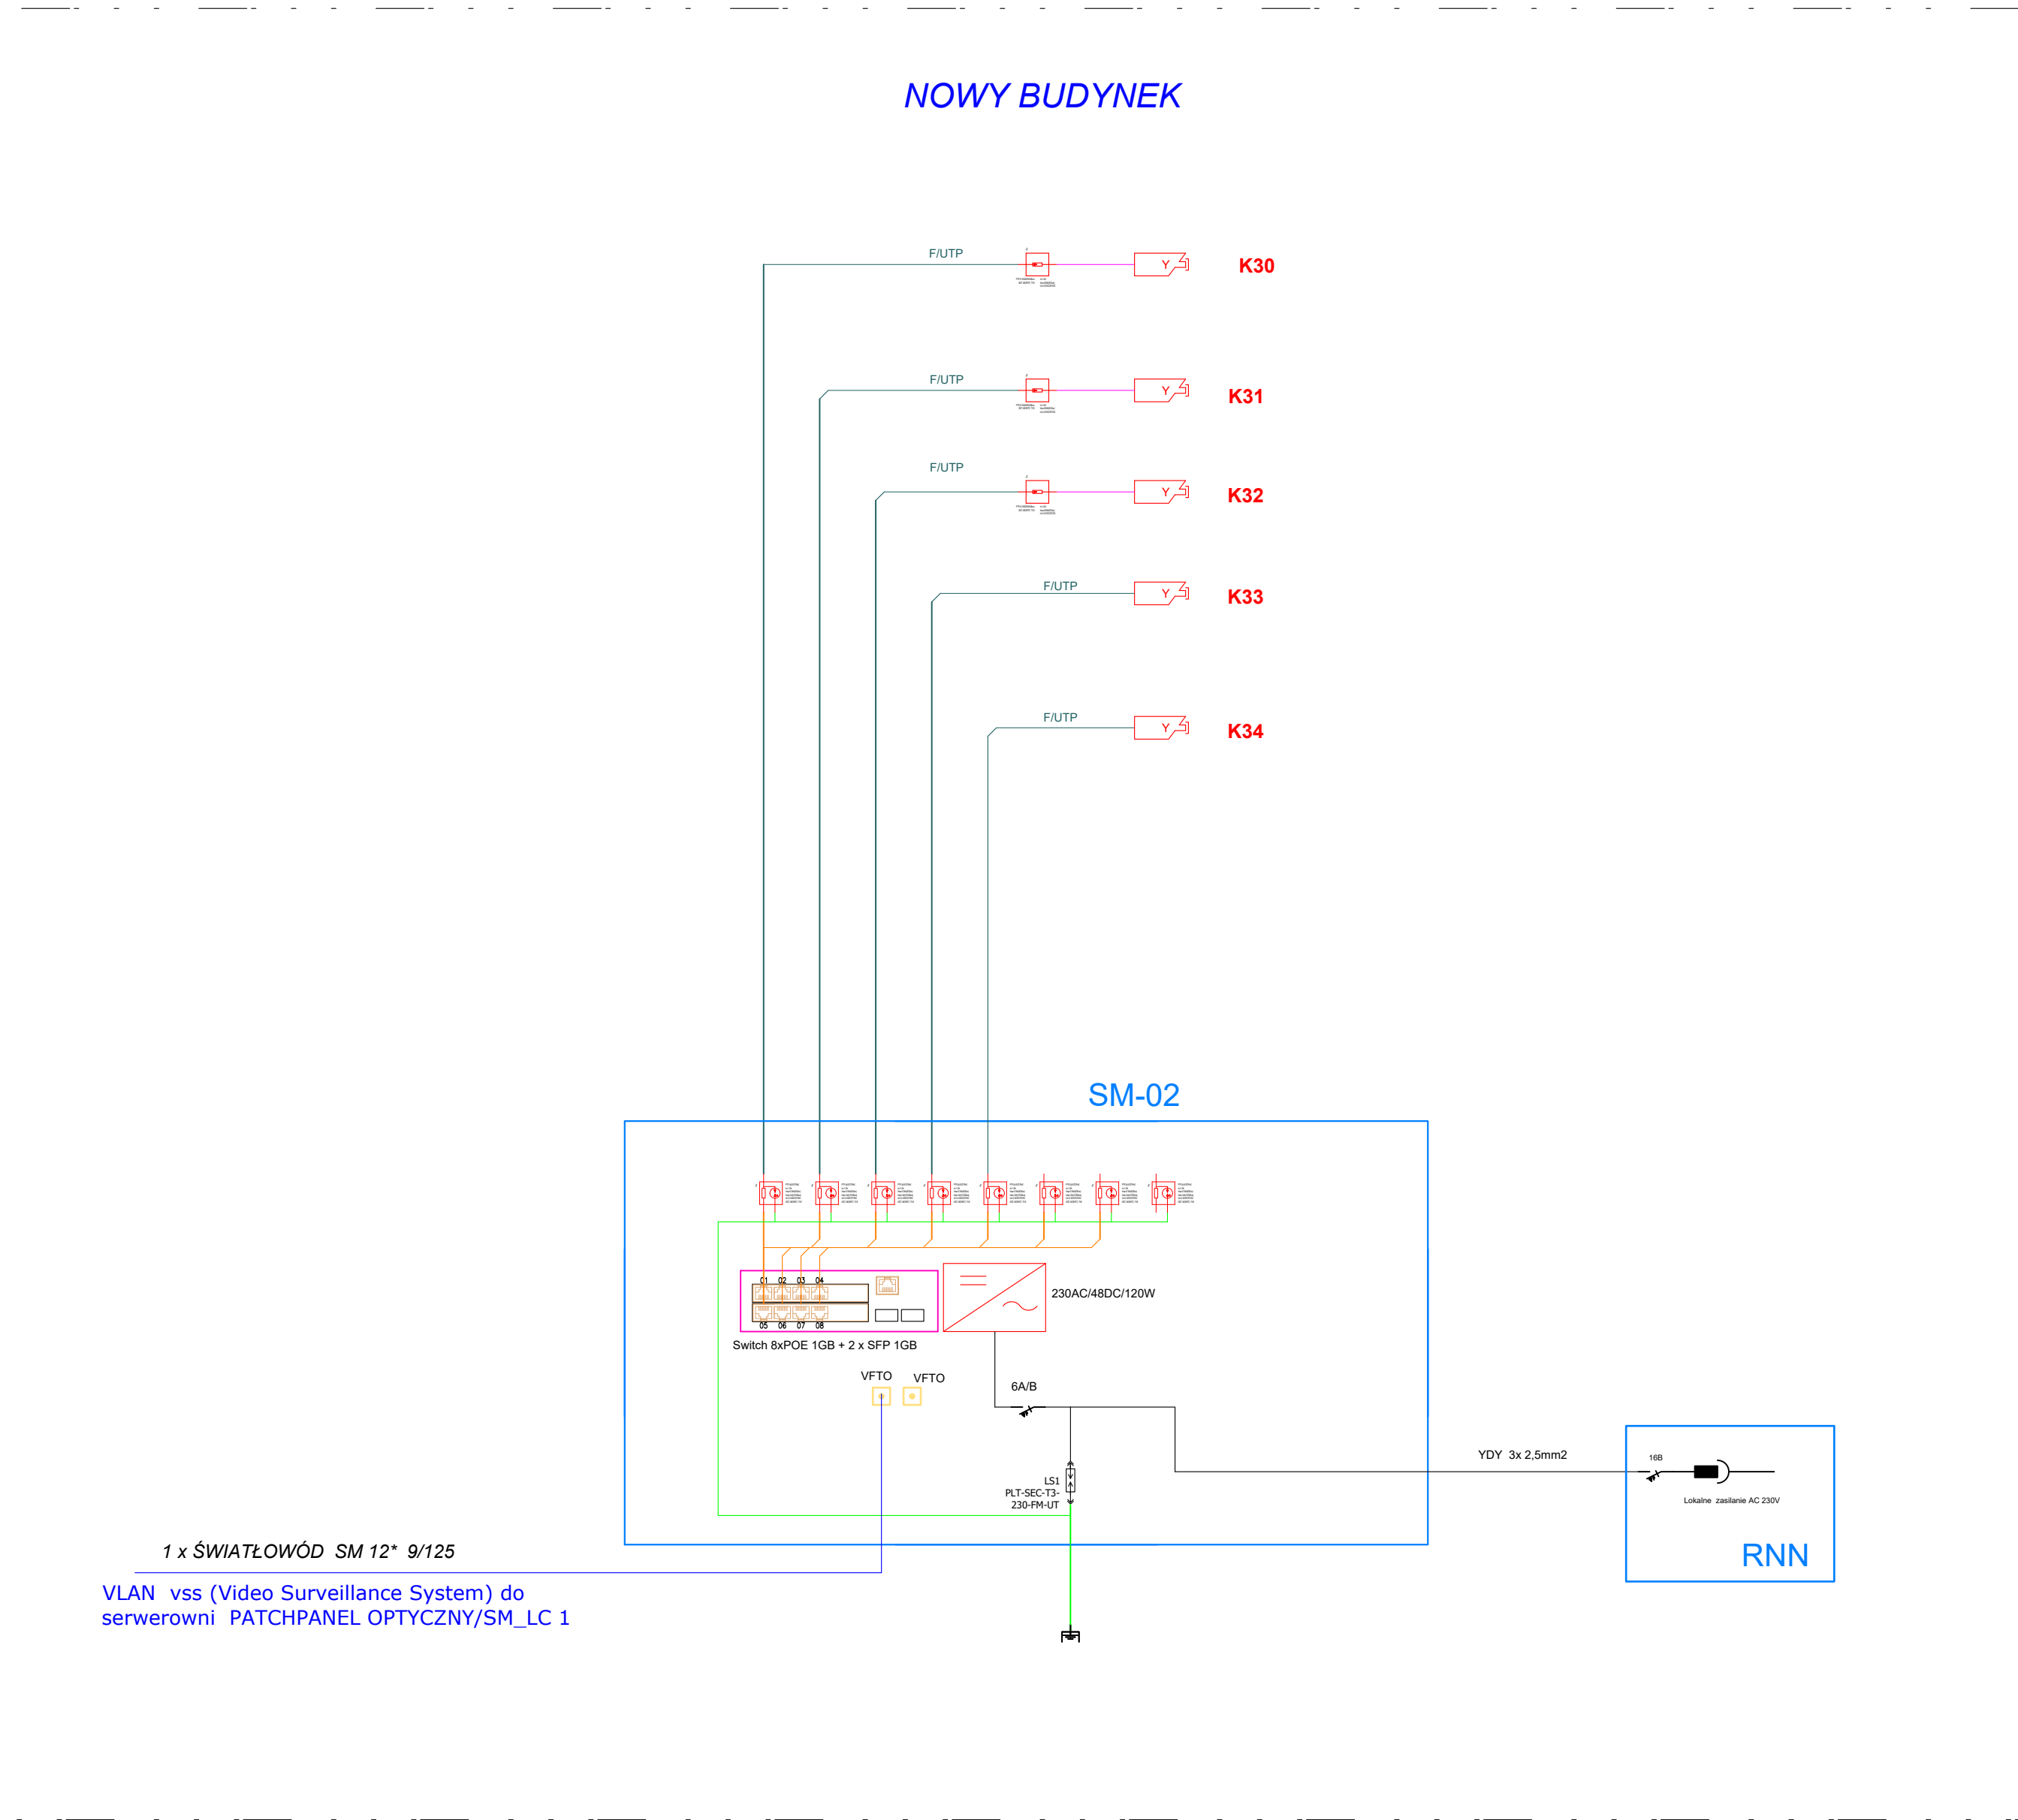 NOWY BUDYNEK
F/UTP
K30
F/UTP
K31
F/UTP
K32
F/UTP
K33
F/UTP
K34
SM-02
01 02 03 04
05 06 07 08
230AC/48DC/120W
Switch 8xPOE 1GB + 2 x SFP 1GB
VFTO VFTO
6A/B
YDY 3x 2,5mm2
16B
LS1
PLT-SEC-T3-
230-FM-UT
Lokalne zasilanie AC 230V
RNN
1 x ŚWIATŁOWÓD SM 12* 9/125
VLAN vss (Video Surveillance System) do
serwerowni PATCHPANEL OPTYCZNY/SM_LC 1
Y
Y
Y
Y
Y